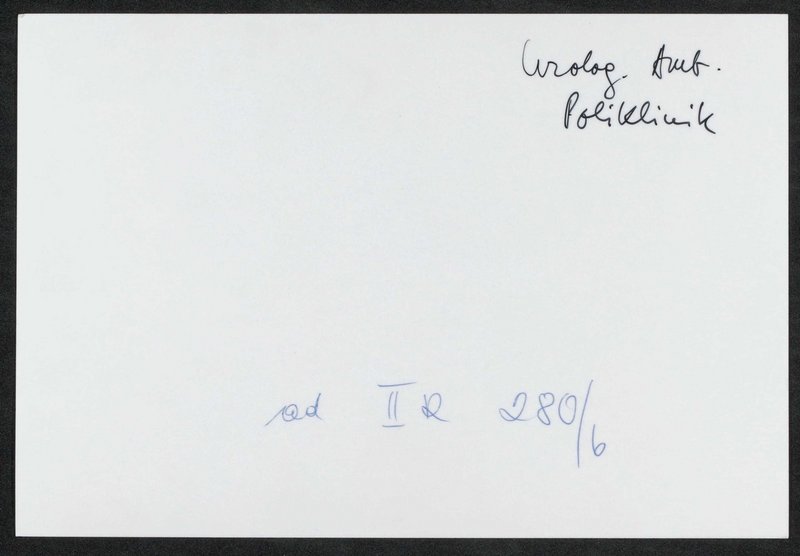 Urolog. Amb.
Poliklinik
ad II R 280/6